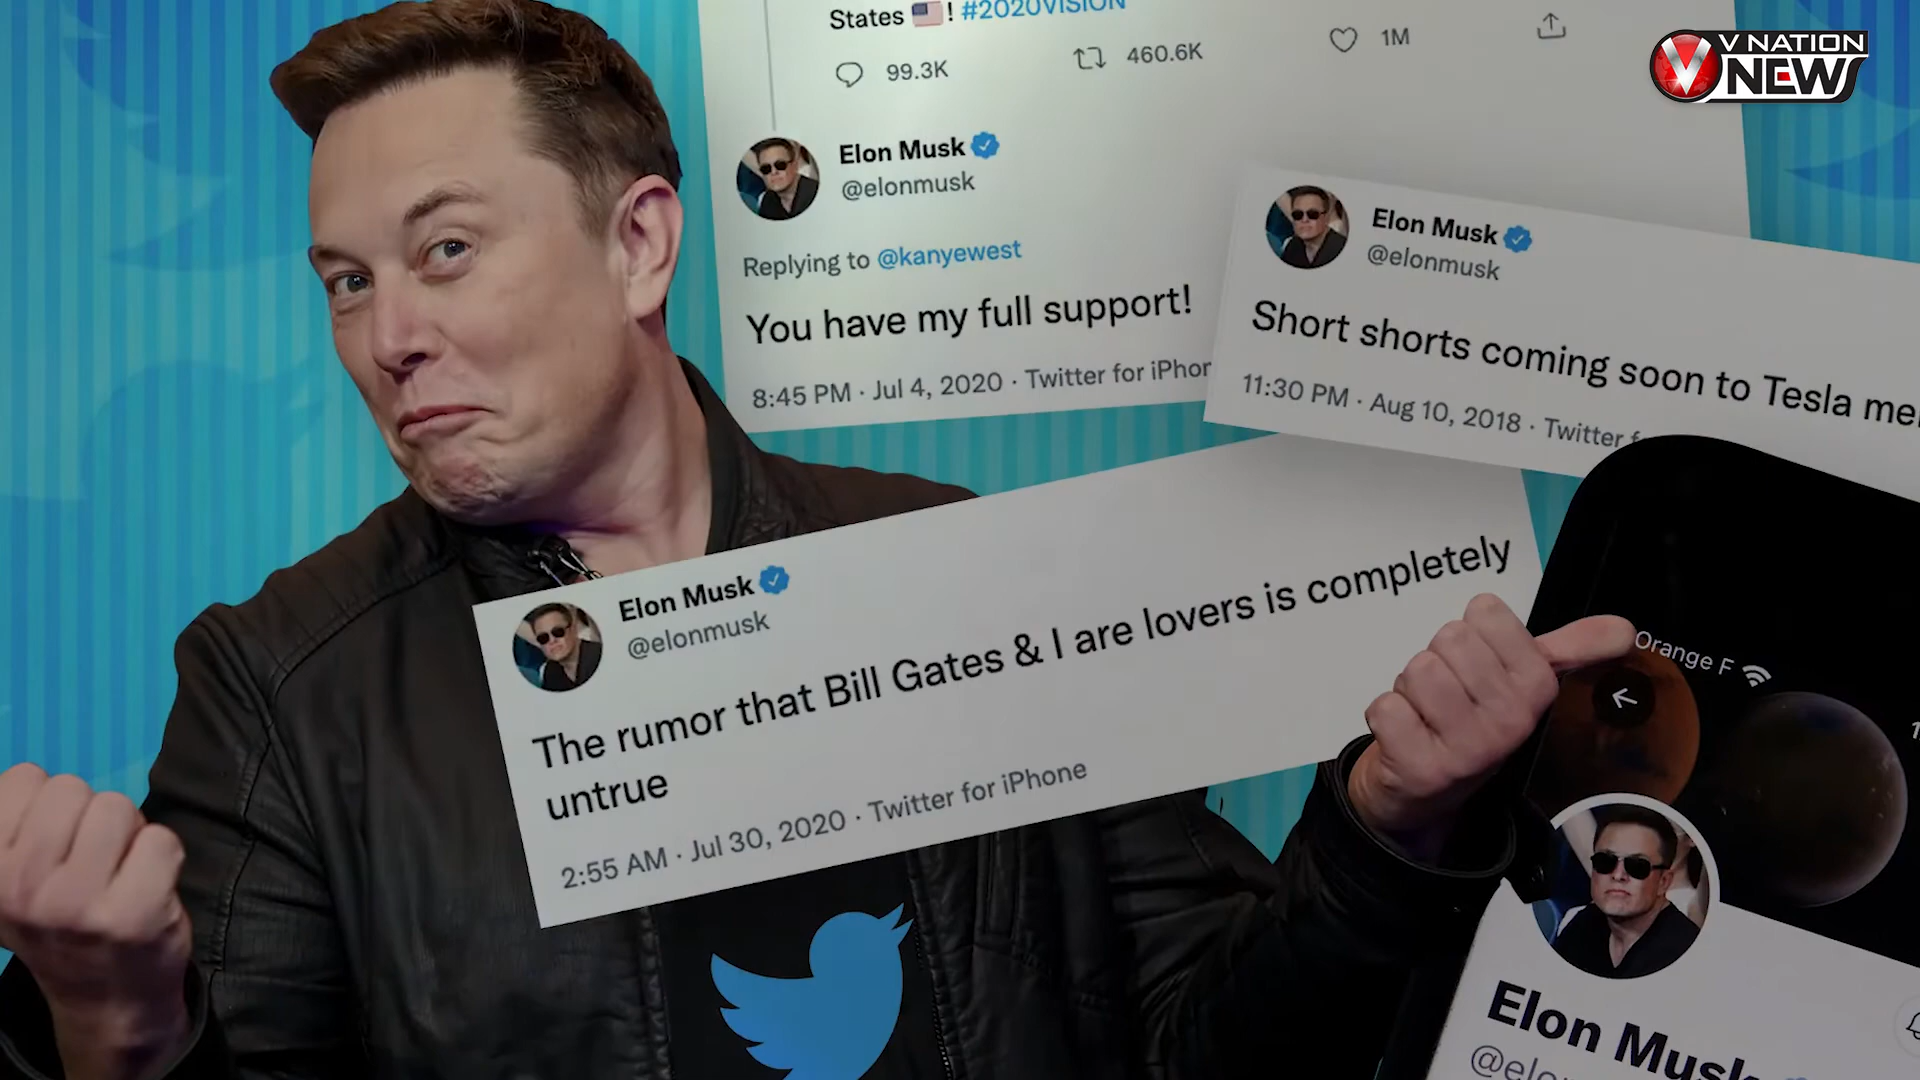 States 🇺🇸! #2020VISION
99.3K 460.6K 1M
Elon Musk
@elonmusk
Replying to @kanyewest
You have my full support!
8:45 PM · Jul 4, 2020 · Twitter for iPhon
V NATION
NEWS
Elon Musk
@elonmusk
Short shorts coming soon to Tesla me
11:30 PM · Aug 10, 2018 · Twitter f
Elon Musk
@elonmusk
The rumor that Bill Gates & I are lovers is completely
untrue
2:55 AM · Jul 30, 2020 · Twitter for iPhone
Orange F
Elon Musk
@elo